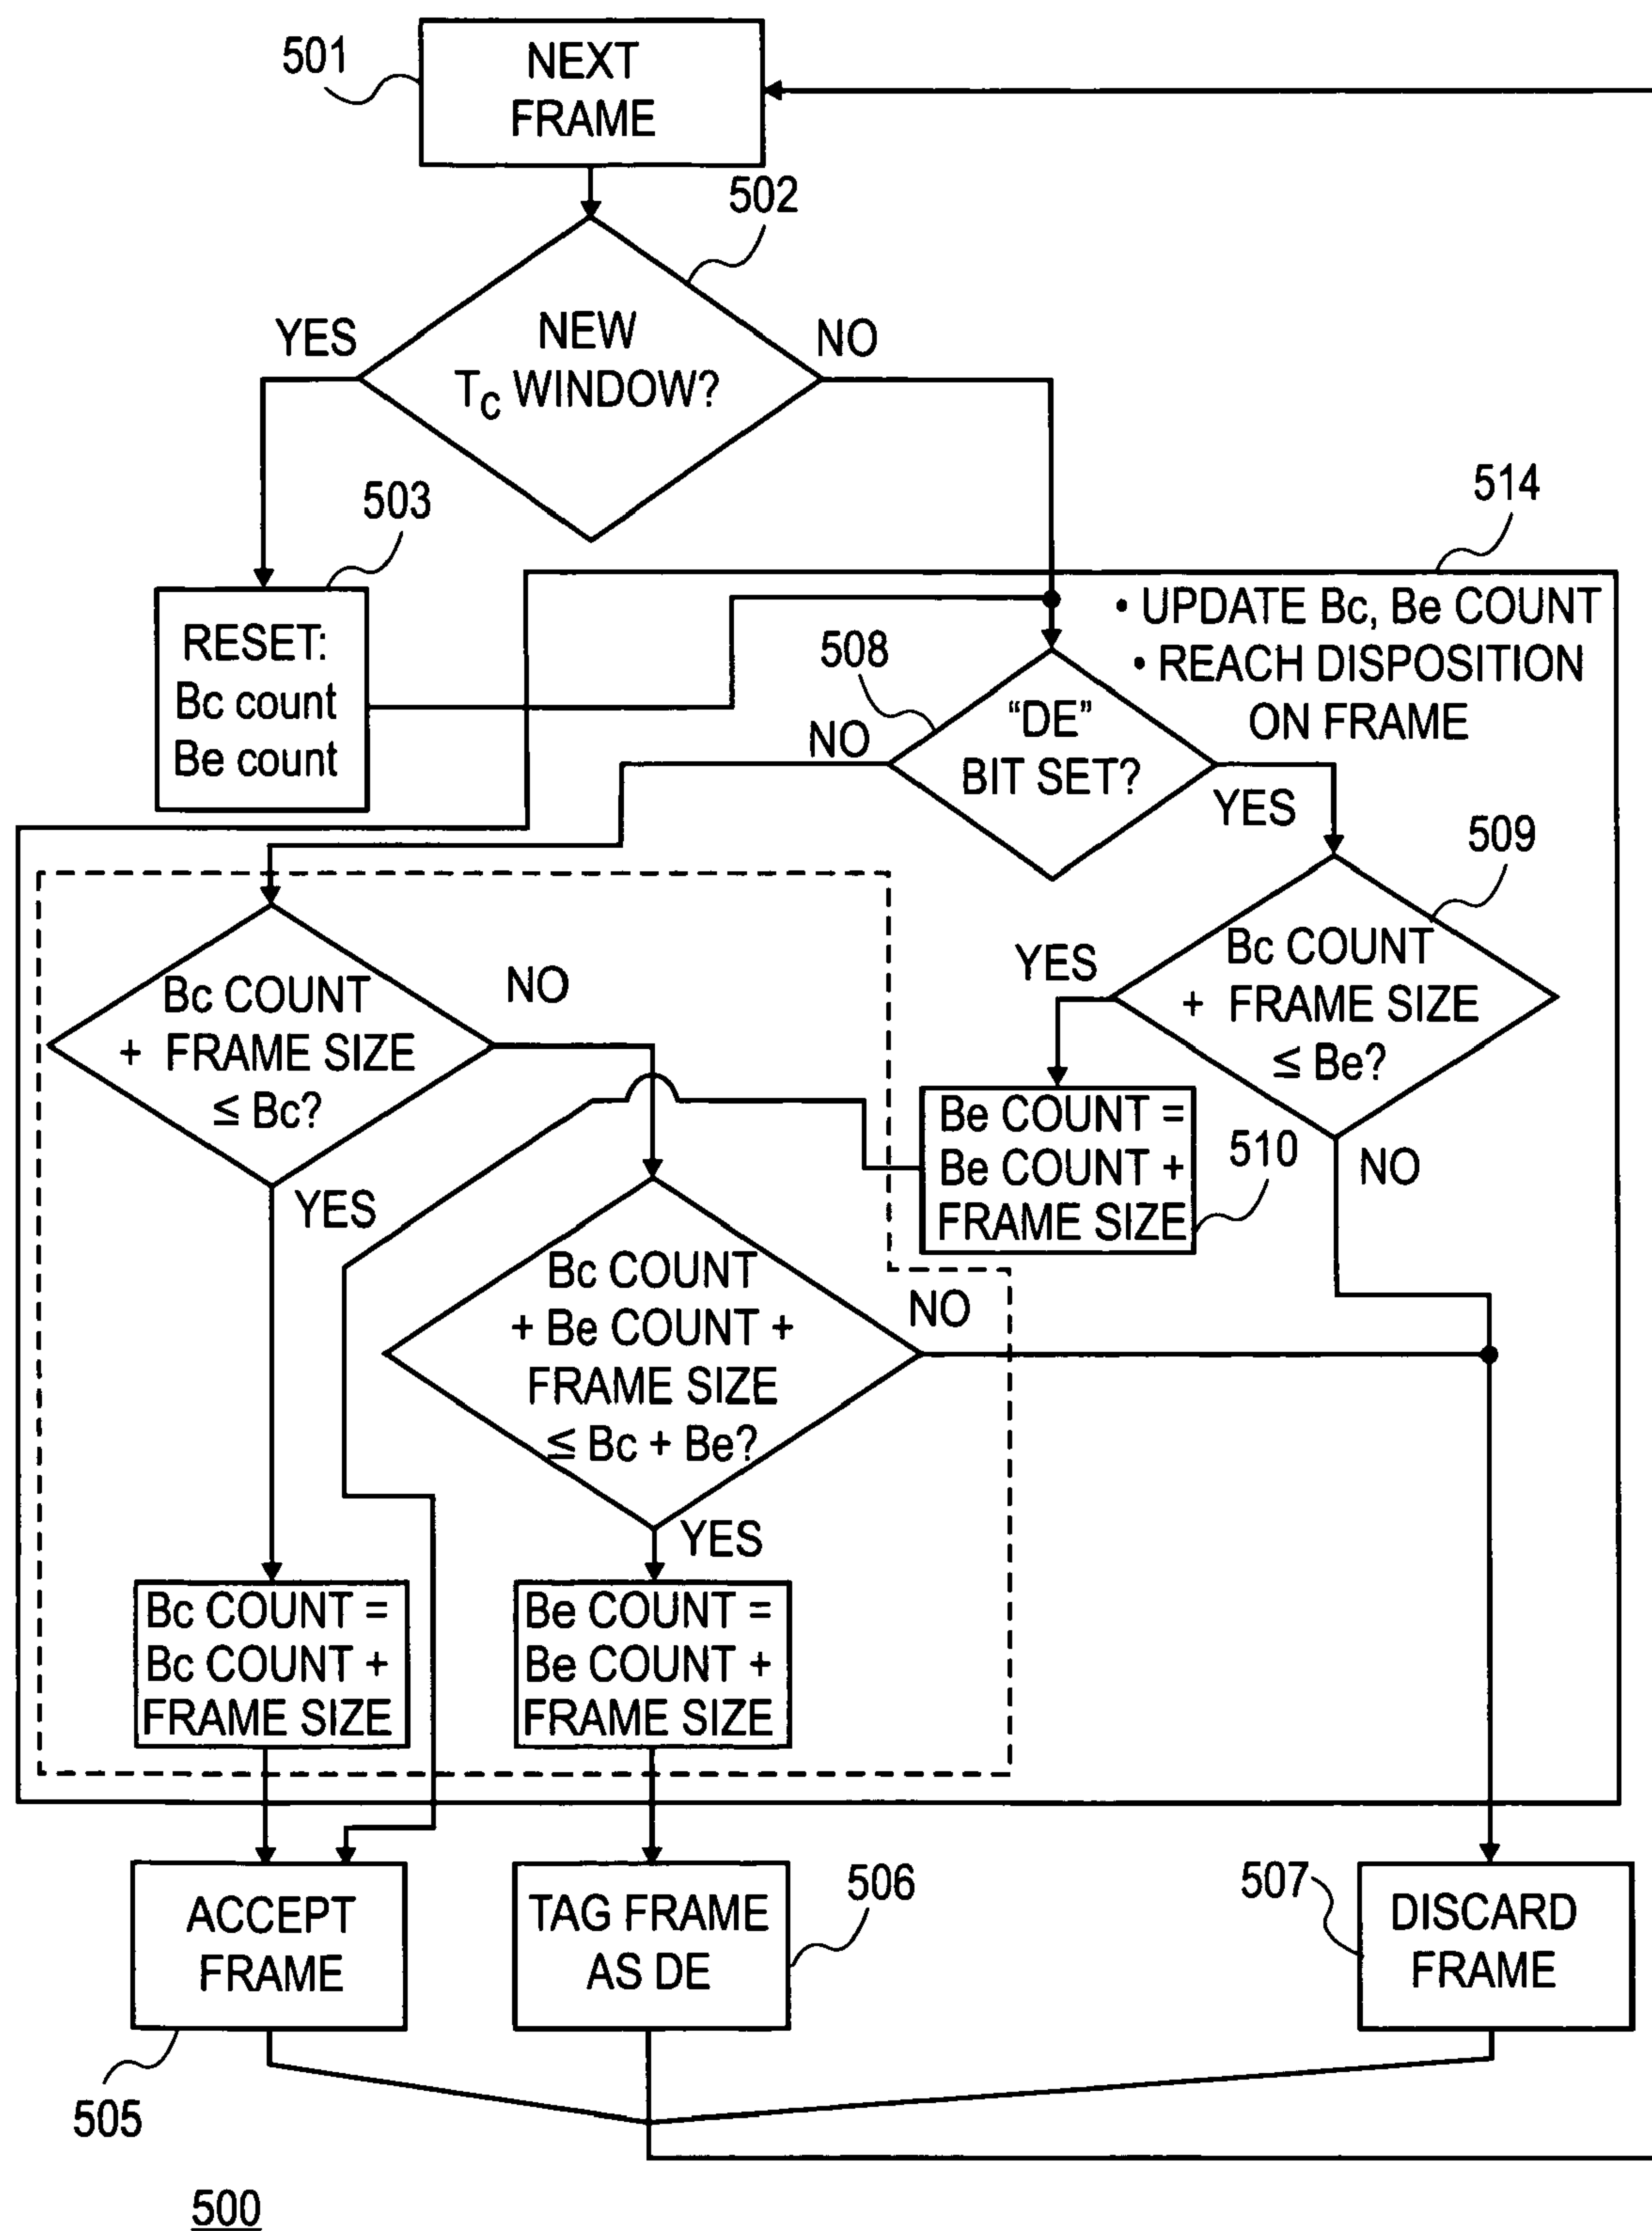 501
NEXT
FRAME
502
YES
NEW
NO
TC WINDOW?
503
514
RESET:
Bc count
Be count
• UPDATE Bc, Be COUNT
• REACH DISPOSITION
ON FRAME
508
"DE"
BIT SET?
NO
YES
509
Bc COUNT
+ FRAME SIZE
≤ Be?
YES
NO
Bc COUNT
+ FRAME SIZE
≤ Bc?
NO
YES
Be COUNT =
Be COUNT +
FRAME SIZE
510
Bc COUNT
+ Be COUNT +
FRAME SIZE
≤ Bc + Be?
NO
YES
Bc COUNT =
Bc COUNT +
FRAME SIZE
Be COUNT =
Be COUNT +
FRAME SIZE
ACCEPT
FRAME
505
TAG FRAME
AS DE
506
507
DISCARD
FRAME
500